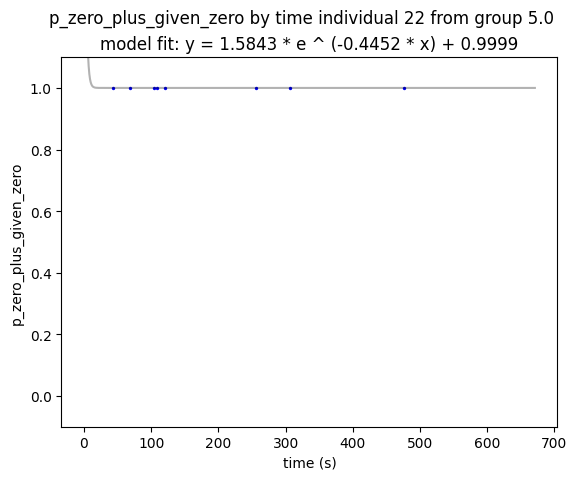 p_zero_plus_given_zero by time individual 22 from group 5.0
model fit: y = 1.5843 * e ^ (-0.4452 * x) + 0.9999
1.0
0.8
0.6
0.4
0.2
0.0
p_zero_plus_given_zero
0 100 200 300 400 500 600 700
time (s)